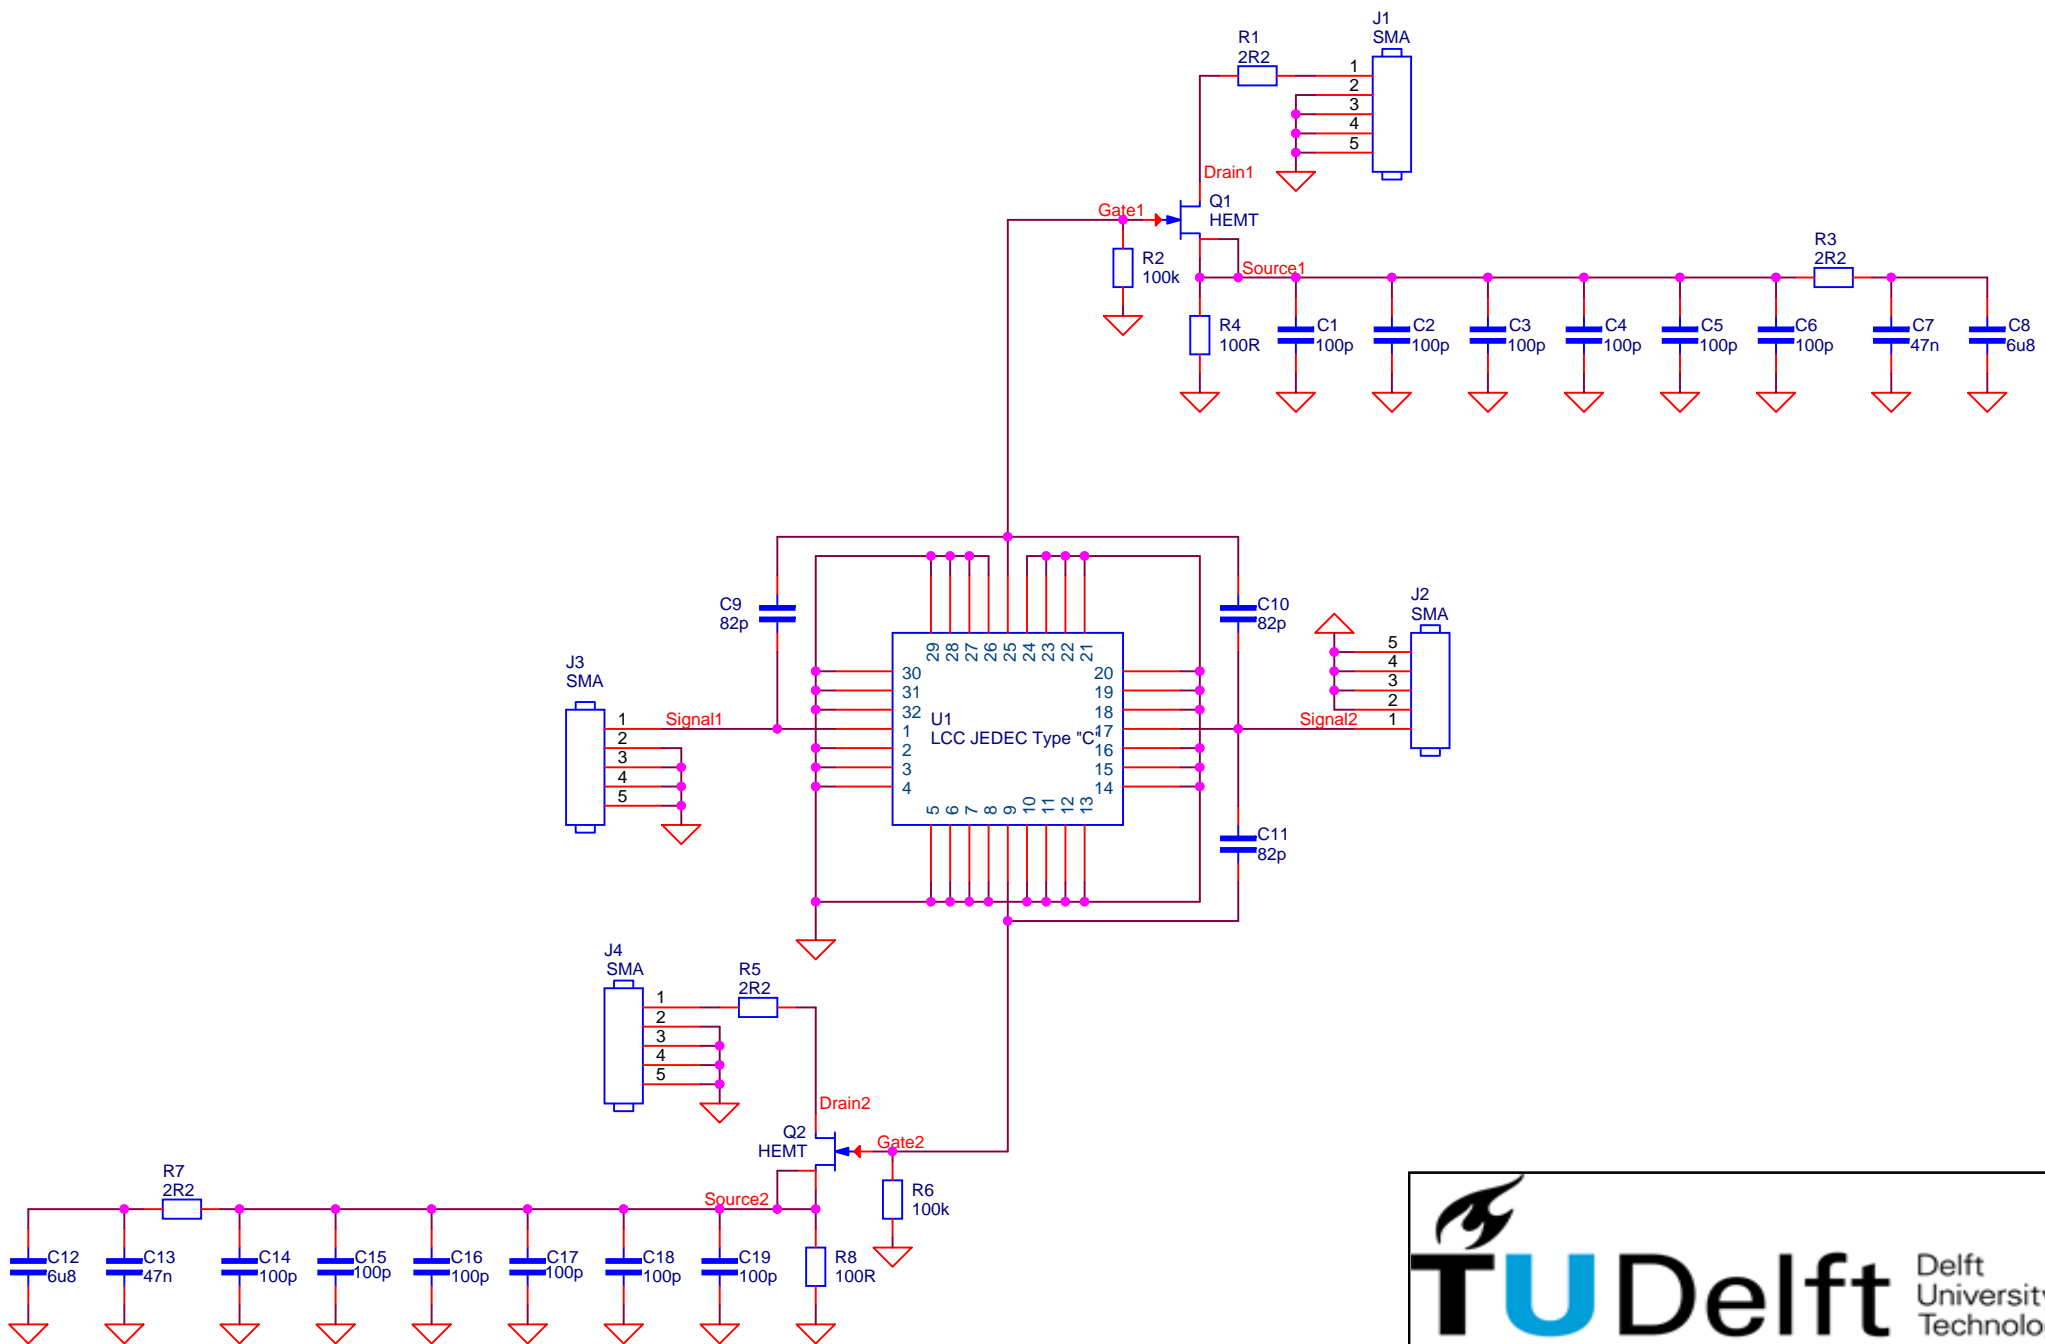 J1
SMA
R1
2R2
1
2
3
4
5
Drain1
Q1
HEMT
Gate1
R2
100k
Source1
R3
2R2
R4
100R
C1
100p
C2
100p
C3
100p
C4
100p
C5
100p
C6
100p
C7
47n
C8
6u8
C9
82p
C10
82p
J2
SMA
5
4
3
2
1
Signal2
J3
SMA
1
2
3
4
5
Signal1
29
28
27
26
25
24
23
22
21
30
31
32
1
2
3
4
20
19
18
17
16
15
14
U1
LCC JEDEC Type "C"
5
6
7
8
9
10
11
12
13
C11
82p
J4
SMA
1
2
3
4
5
R5
2R2
Drain2
Q2
HEMT
Gate2
R6
100k
R7
2R2
Source2
C12
6u8
C13
47n
C14
100p
C15
100p
C16
100p
C17
100p
C18
100p
C19
100p
R8
100R
TU Delft
Delft
University
Technolo